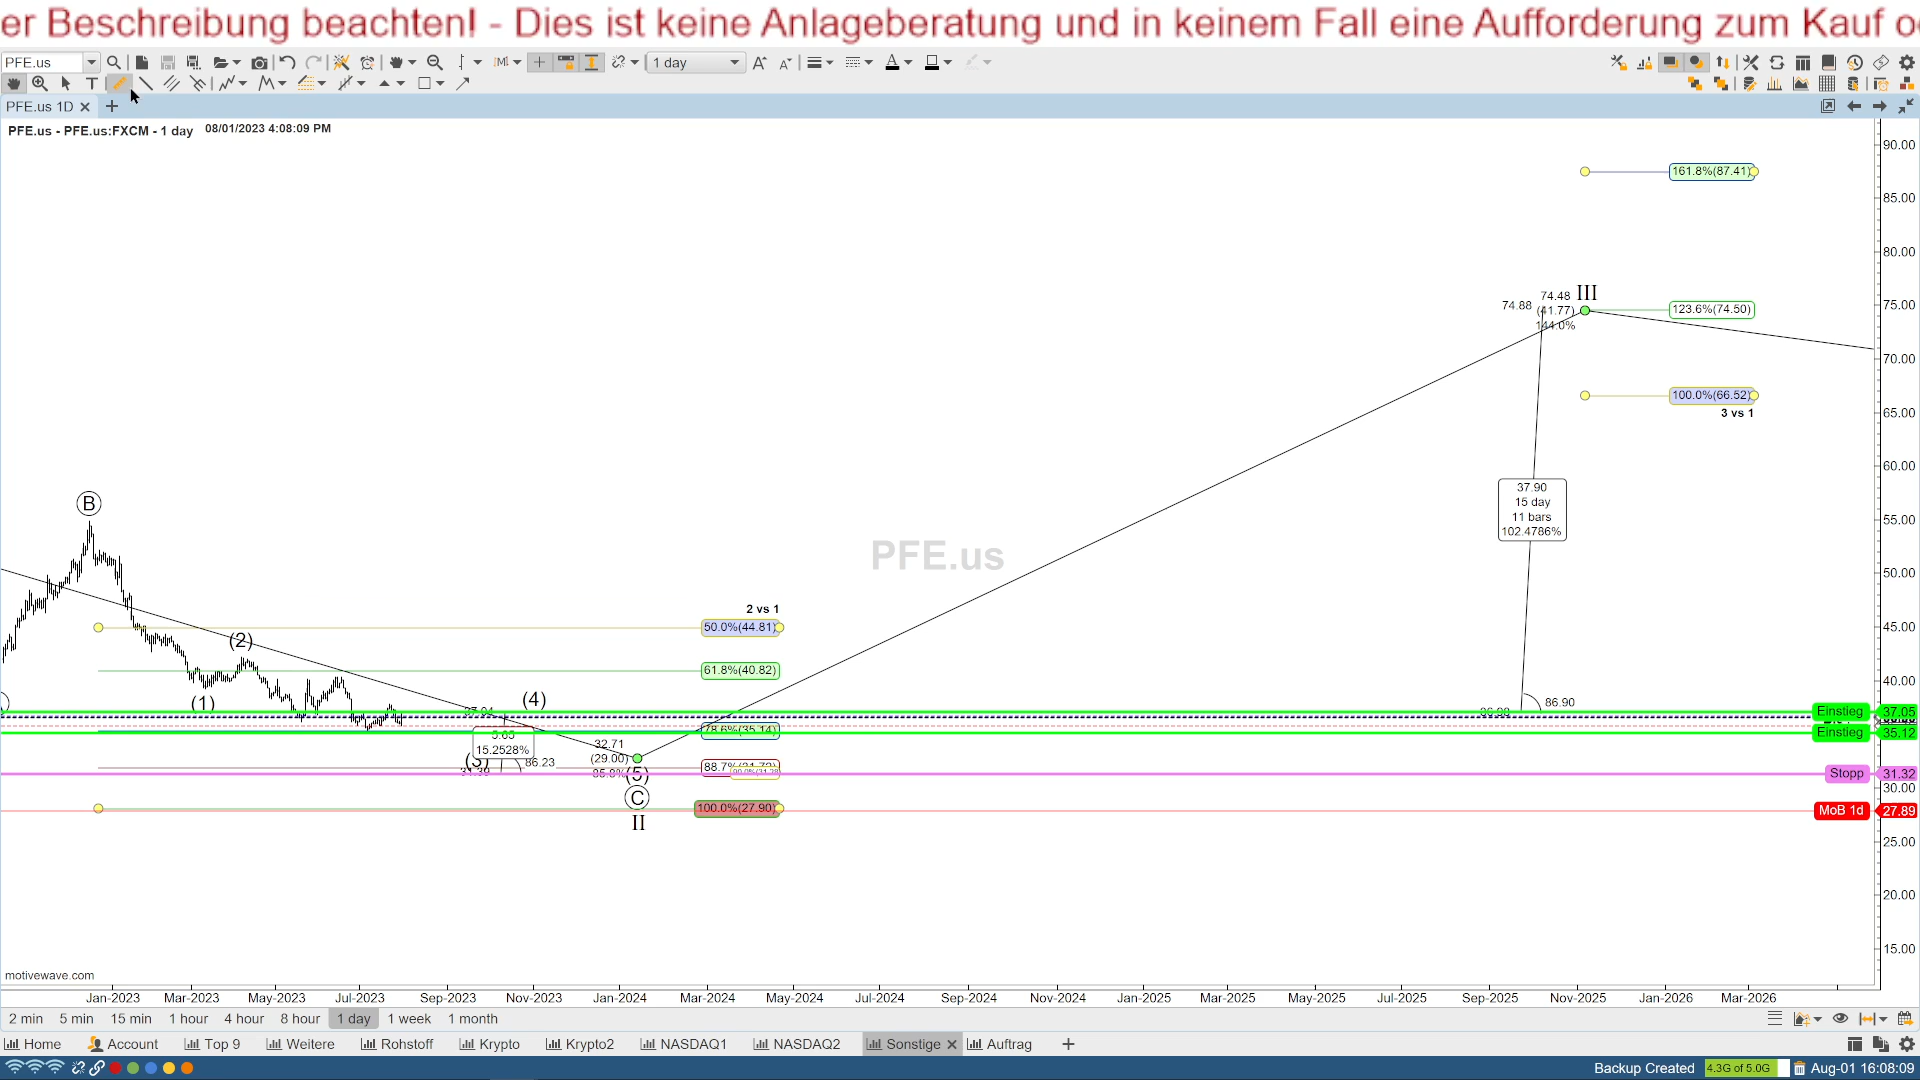 er Beschreibung beachten! - Dies ist keine Anlageberatung und in keinem Fall eine Aufforderung zum Kauf o
PFE.us
1 day
PFE.us 1D
PFE.us - PFE.us:FXCM - 1 day 08/01/2023 4:08:09 PM
90.00
161.8%(87.41)
85.00
80.00
74.48 III
74.88 (41.77)
144.0%
123.6%(74.50)
75.00
70.00
100.0%(66.52)
3 vs 1
65.00
60.00
37.90
15 day
11 bars
102.4786%
B
PFE.us
55.00
50.00
2 vs 1
50.0%(44.81)
45.00
(2)
61.8%(40.82)
40.00
(1)
(4)
86.90
37.04
Einstieg 37.05
78.6%(35.14)
Einstieg 35.12
15.2528%
32.71
(29.00)
(3)
86.23
(5)
Stopp 31.32
30.00
C
100.0%(27.90)
MoB 1d 27.89
II
25.00
20.00
15.00
motivewave.com
Jan-2023 Mar-2023 May-2023 Jul-2023 Sep-2023 Nov-2023 Jan-2024 Mar-2024 May-2024 Jul-2024 Sep-2024 Nov-2024 Jan-2025 Mar-2025 May-2025 Jul-2025 Sep-2025 Nov-2025 Jan-2026 Mar-2026
2 min 5 min 15 min 1 hour 4 hour 8 hour 1 day 1 week 1 month
Home Account Top 9 Weitere Rohstoff Krypto Krypto2 NASDAQ1 NASDAQ2 Sonstige Auftrag
Backup Created 4.3G of 5.0G Aug-01 16:08:09